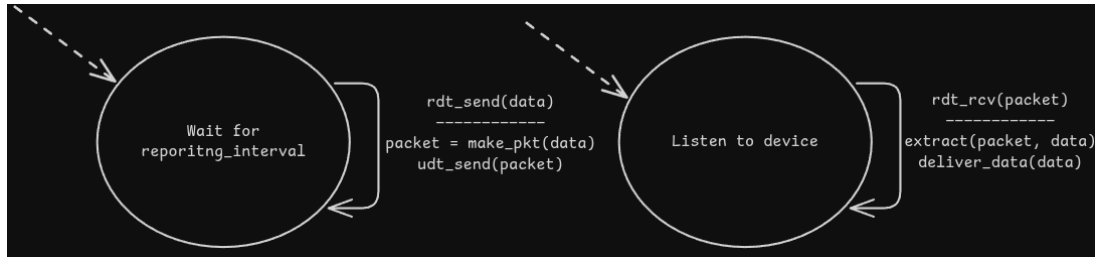 Wait for
reporitng_interval
rdt_send(data)
------------
packet = make_pkt(data)
udt_send(packet)
Listen to device
rdt_rcv(packet)
------------
extract(packet, data)
deliver_data(data)